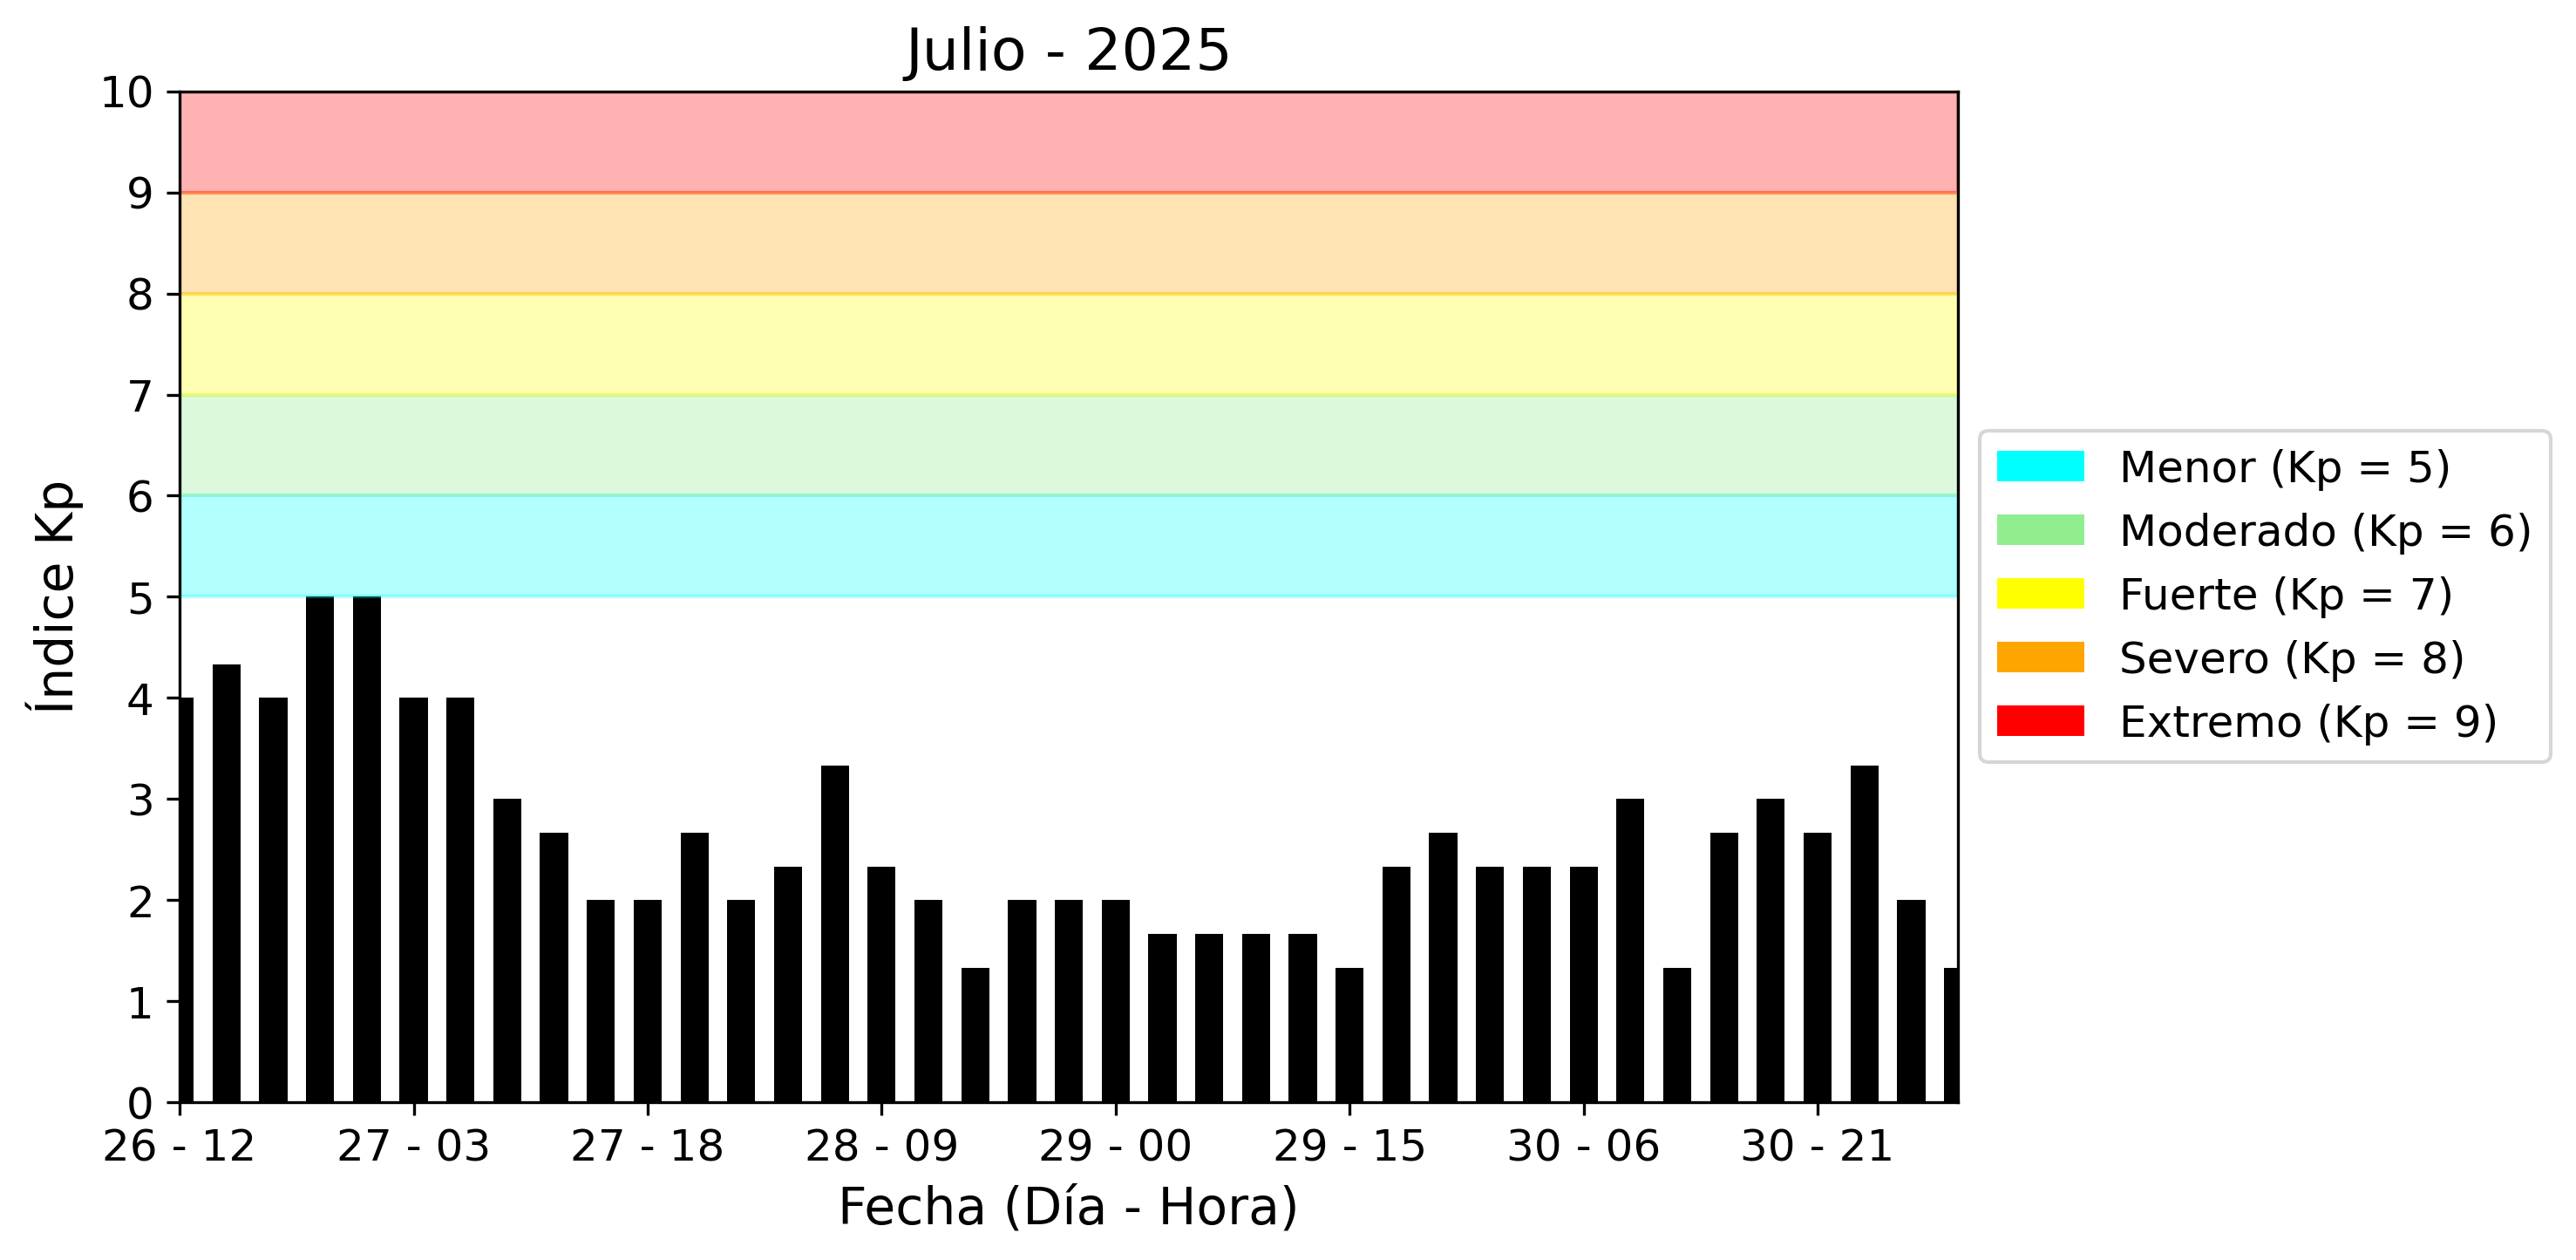 Julio - 2025
Índice Kp
10
9
8
7
6
5
4
3
2
1
0
26 - 12
27 - 03
27 - 18
28 - 09
29 - 00
29 - 15
30 - 06
30 - 21
Fecha (Día - Hora)
Menor (Kp = 5)
Moderado (Kp = 6)
Fuerte (Kp = 7)
Severo (Kp = 8)
Extremo (Kp = 9)